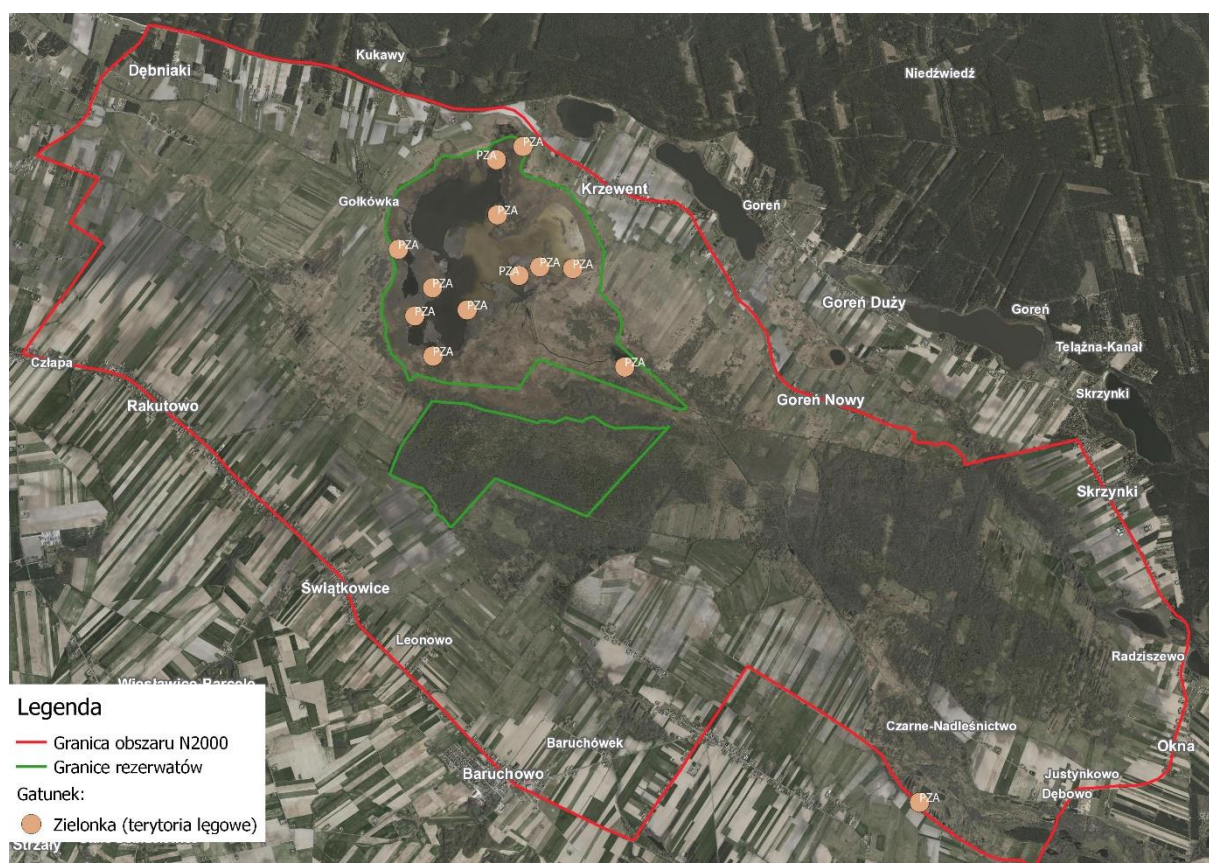 Kukawy
Dębniaki
Niedźwiedź
PZA
PZA
Krzewent
Gołkówka
Goreń
PZA
PZA
PZA
PZA
PZA
PZA
PZA
PZA
PZA
Goreń Duży
Goreń
Telążna-Kanał
Człapa
PZA
Skrzynki
Rakutowo
Goreń Nowy
Skrzynki
Świątkowice
Leonowo
Radziszewo
Czarne-Nadleśnictwo
Baruchówek
Okna
Baruchowo
Justynkowo
Dębowo
PZA
Legenda
Granica obszaru N2000
Granice rezerwatów
Gatunek:
Zielonka (terytoria lęgowe)
Strzały